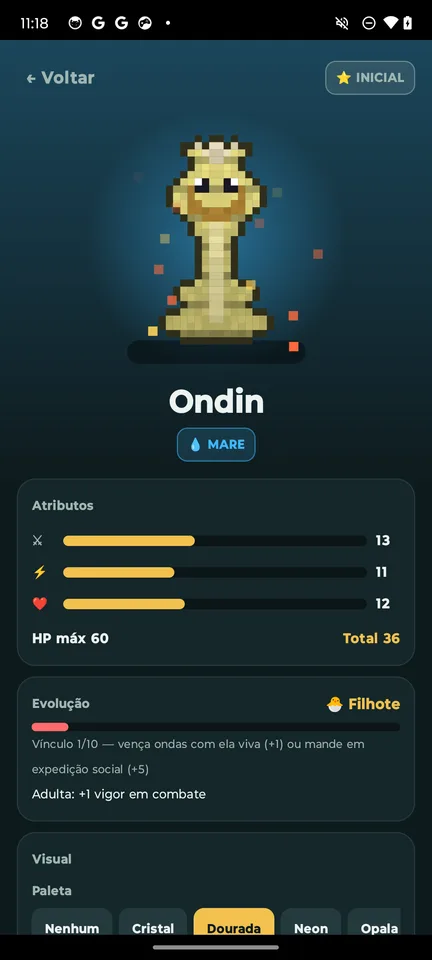 11:18
← Voltar
⭐ INICIAL
Ondin
💧 MARE
Atributos
⚔ 13
⚡ 11
❤️ 12
HP máx 60 Total 36
Evolução 🐣 Filhote
Vínculo 1/10 — vença ondas com ela viva (+1) ou mande em
expedição social (+5)
Adulta: +1 vigor em combate
Visual
Paleta
Nenhum Cristal Dourada Neon Opala